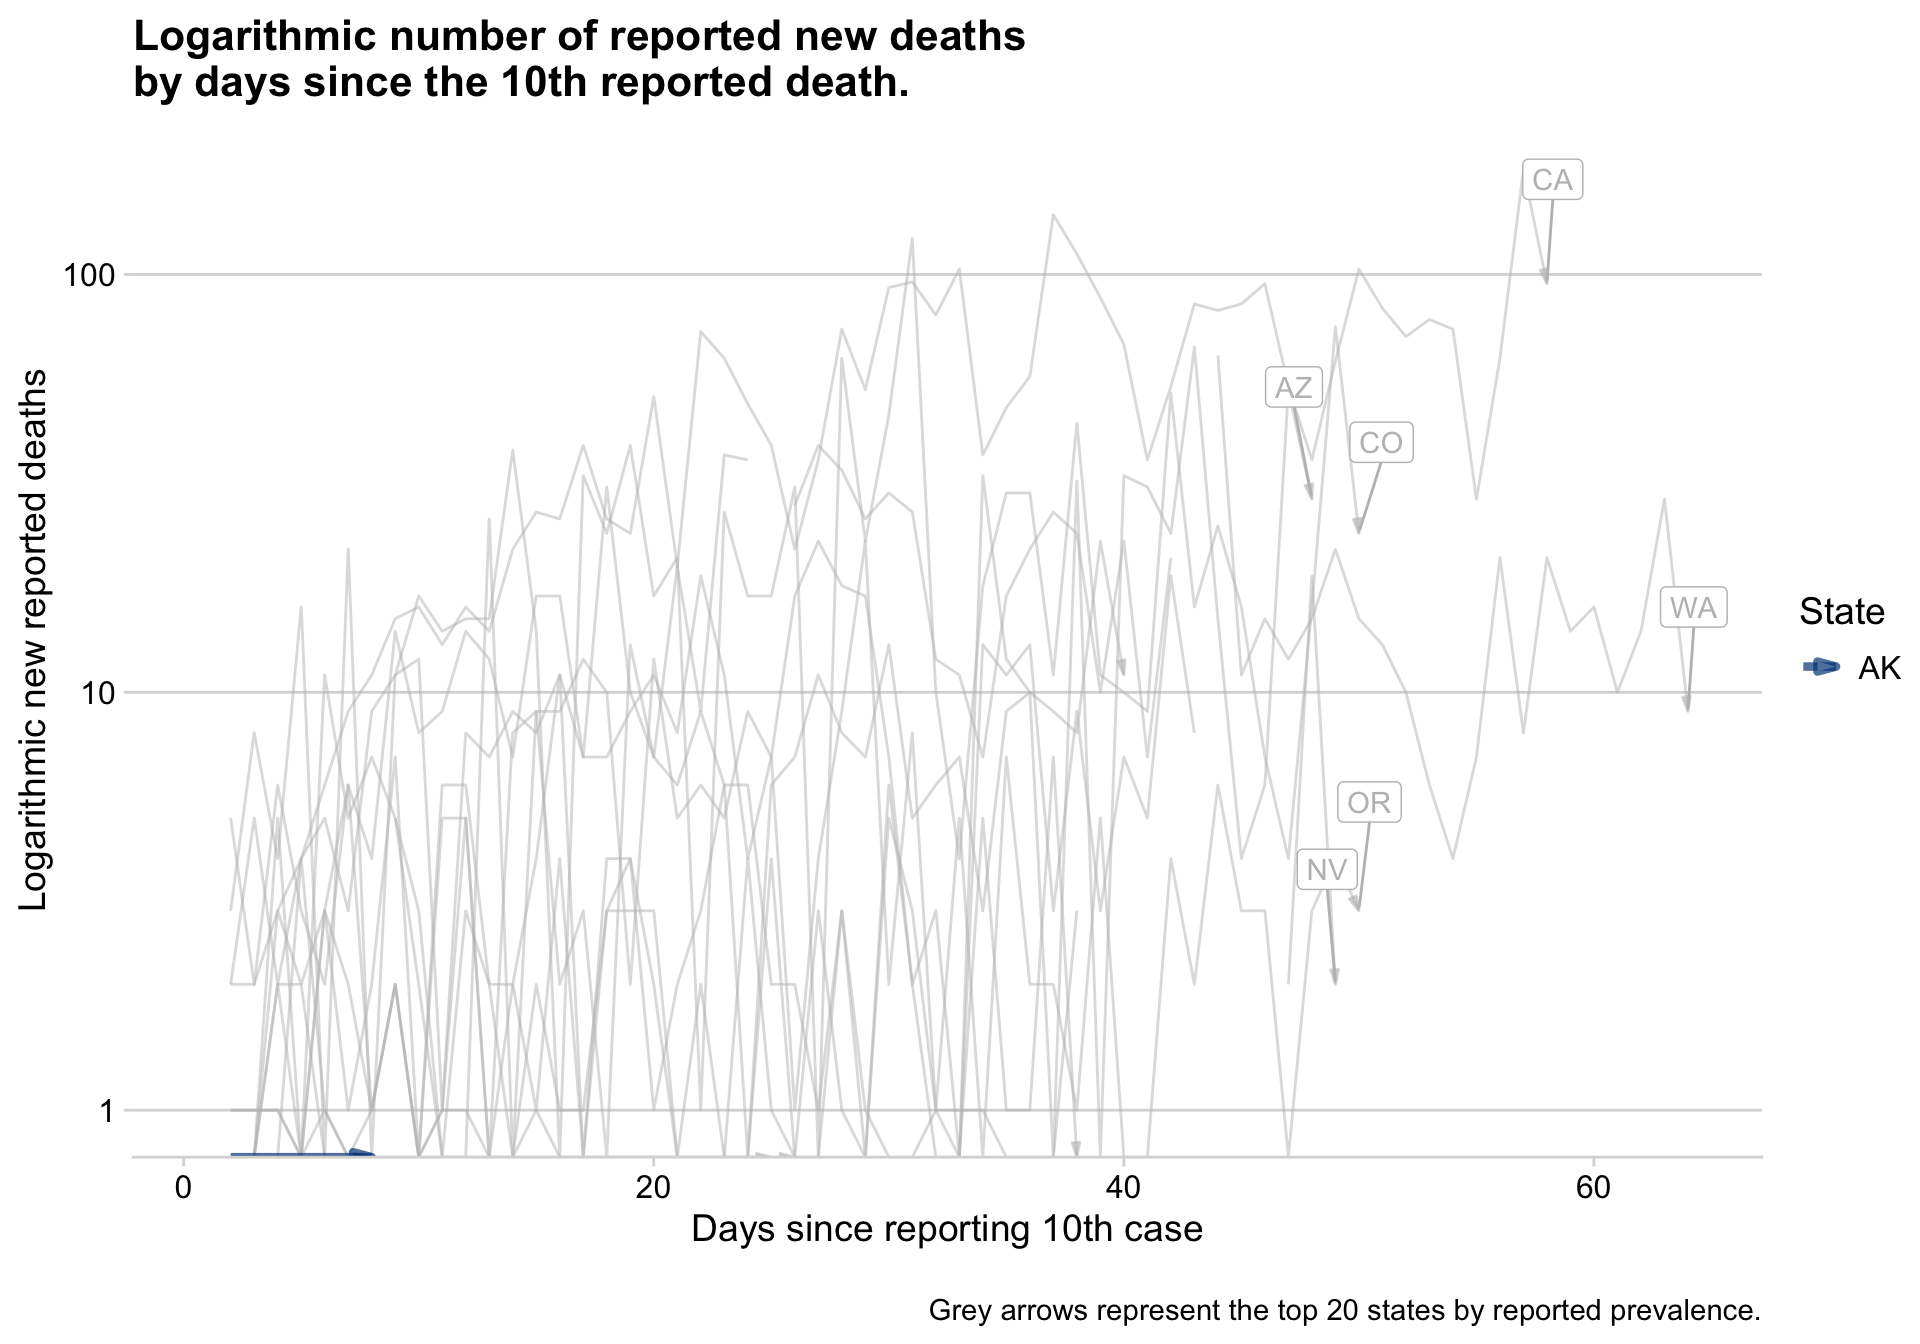 Logarithmic number of reported new deaths
by days since the 10th reported death.
CA
100
AZ
CO
WA
10
OR
NV
1
0 20 40 60
Logarithmic new reported deaths
Days since reporting 10th case
State
AK
Grey arrows represent the top 20 states by reported prevalence.